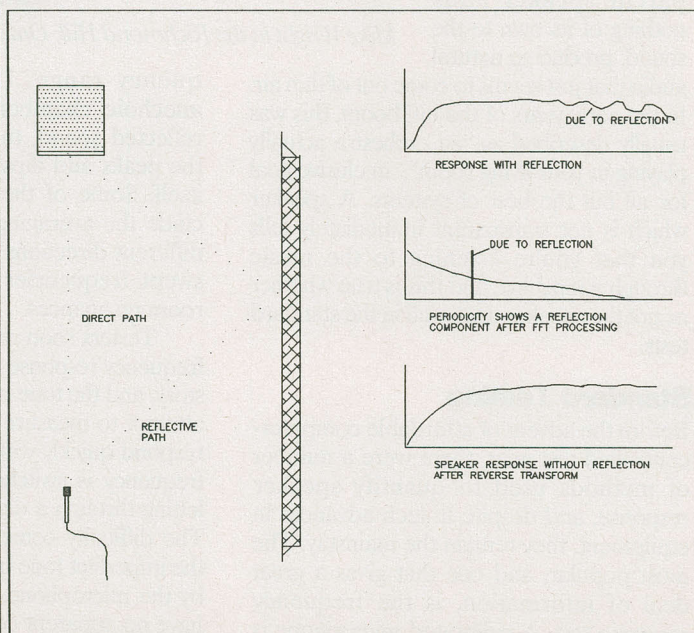 DUE TO REFLECTION
RESPONSE WITH REFLECTION
DUE TO REFLECTION
DIRECT PATH
PERIODICITY SHOWS A REFLECTION
COMPONENT AFTER FFT PROCESSING
REFLECTIVE
PATH
SPEAKER RESPONSE WITHOUT REFLECTION
AFTER REVERSE TRANSFORM